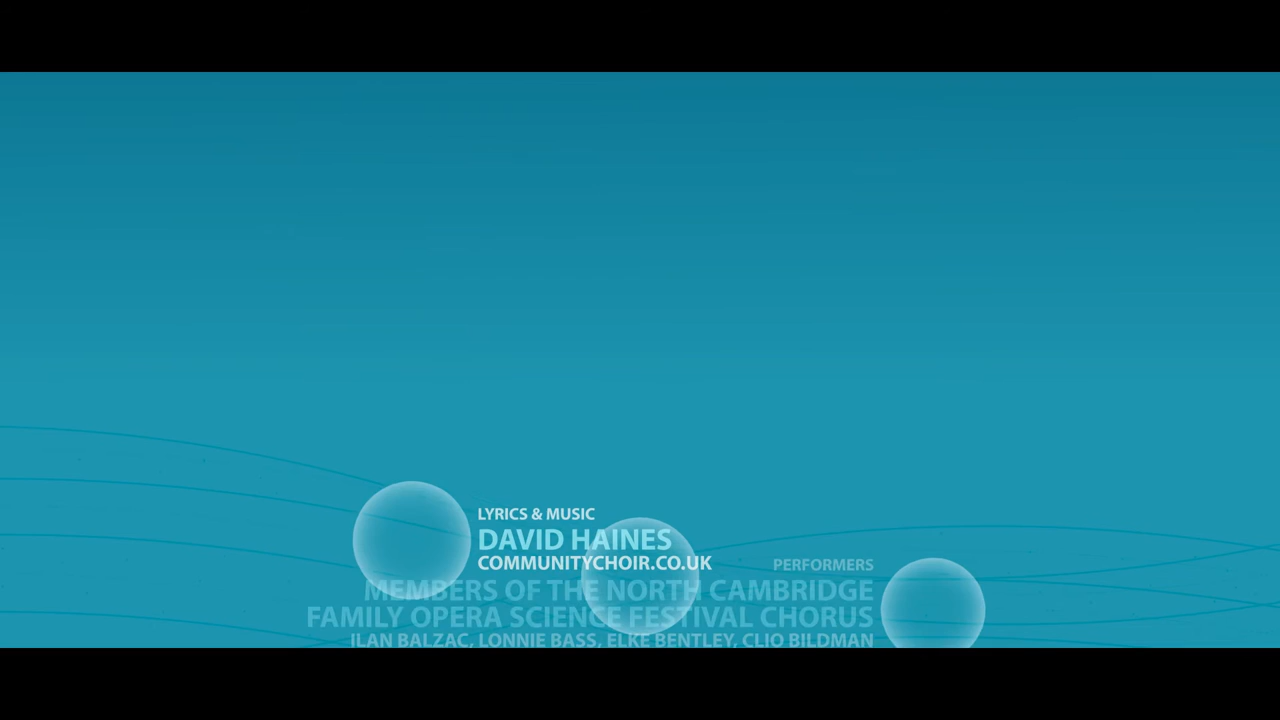 LYRICS & MUSIC
DAVID HAINES
COMMUNITYCHOIR.CO.UK
PERFORMERS
MEMBERS OF THE NORTH CAMBRIDGE
FAMILY OPERA SCIENCE FESTIVAL CHORUS
ILAN BALZAC, LONNIE BASS, ELKE BENTLEY, CLIO BILDMAN